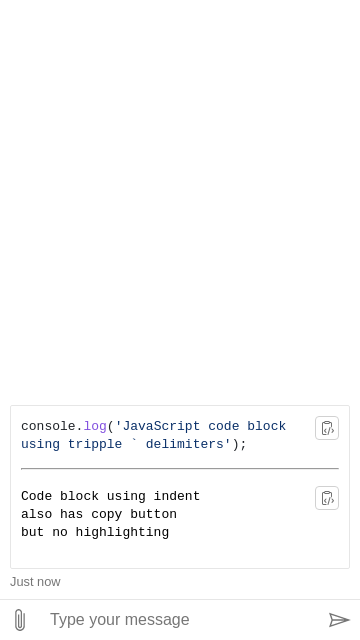 console.log('JavaScript code block
using tripple ` delimiters');
Code block using indent
also has copy button
but no highlighting
Just now
Type your message